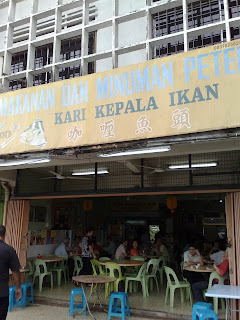 MAKANAN DAN MINUMAN PETE
KARI KEPALA IKAN
咖喱魚頭